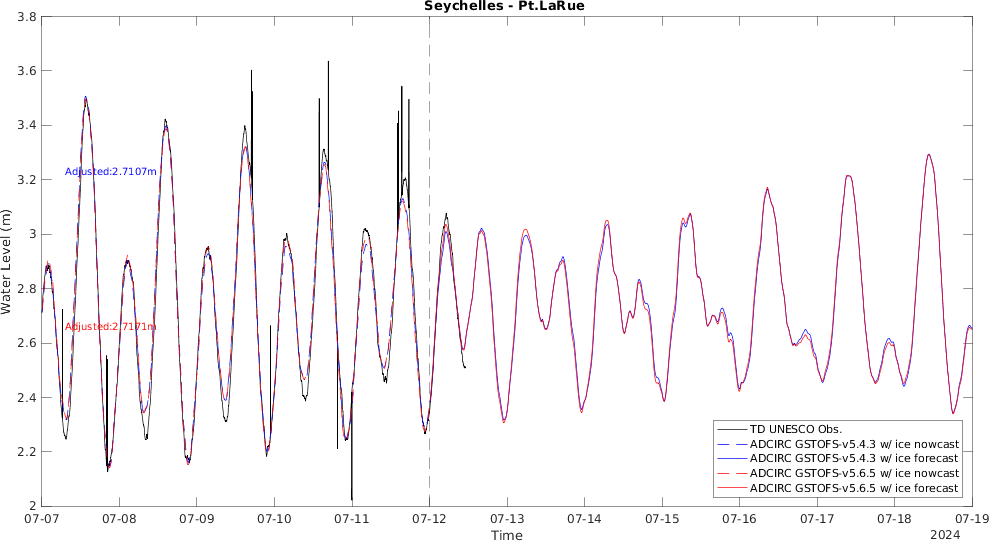 Seychelles - Pt.LaRue
3.8
3.6
3.4
3.2
3
2.8
2.6
2.4
2.2
2
Water Level (m)
Adjusted:2.7107m
Adjusted:2.7171m
TD UNESCO Obs.
ADCIRC GSTOFS-v5.4.3 w/ ice nowcast
ADCIRC GSTOFS-v5.4.3 w/ ice forecast
ADCIRC GSTOFS-v5.6.5 w/ ice nowcast
ADCIRC GSTOFS-v5.6.5 w/ ice forecast
07-07 07-08 07-09 07-10 07-11 07-12 07-13 07-14 07-15 07-16 07-17 07-18 07-19
Time
2024